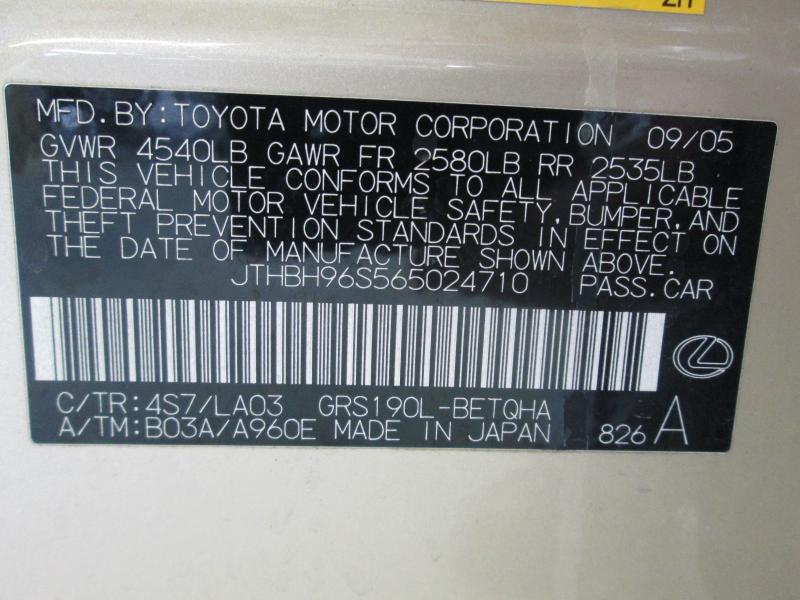 MFD.BY:TOYOTA MOTOR CORPORATION 09/05
GVWR 4540LB GAWR FR 2580LB RR 2535LB
THIS VEHICLE CONFORMS TO ALL APPLICABLE
FEDERAL MOTOR VEHICLE SAFETY,BUMPER,AND
THEFT PREVENTION STANDARDS IN EFFECT ON
THE DATE OF MANUFACTURE SHOWN ABOVE.
JTHBH96S565024710 PASS.CAR
C/TR:4S7/LA03 GRS190L-BETQHA
A/TM:B03A/A960E MADE IN JAPAN 826 A